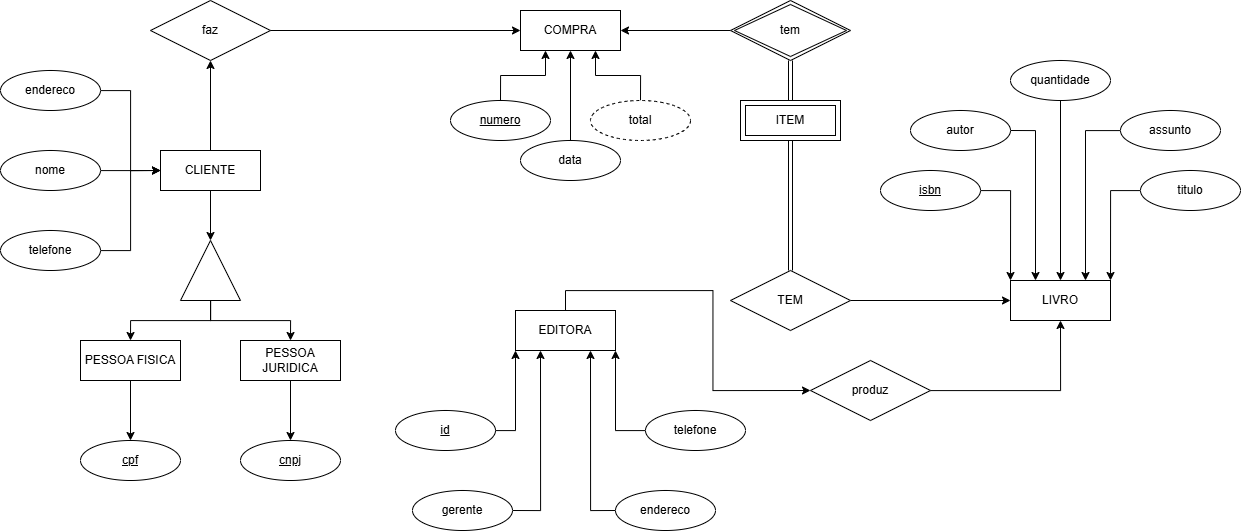 faz
COMPRA
tem
endereco
quantidade
numero
total
ITEM
autor
assunto
data
nome
CLIENTE
isbn
titulo
telefone
TEM
LIVRO
EDITORA
PESSOA FISICA
PESSOA
JURIDICA
produz
id
telefone
cpf
cnpj
gerente
endereco